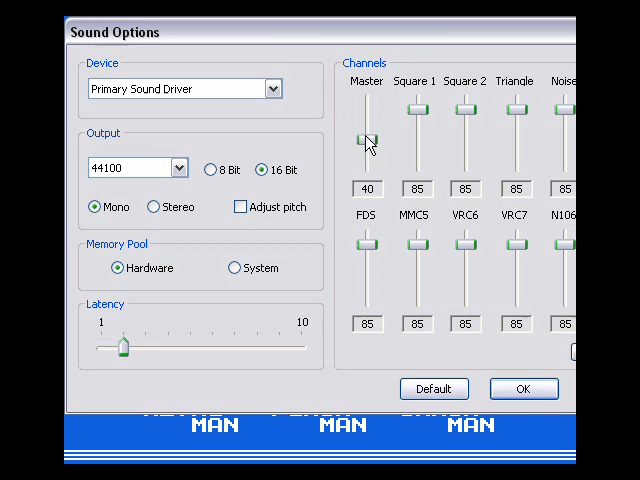 Sound Options
Device
Primary Sound Driver
Output
44100
8 Bit
16 Bit
Mono
Stereo
Adjust pitch
Memory Pool
Hardware
System
Latency
1 10
Channels
Master Square 1 Square 2 Triangle Noise
40 85 85 85 85
FDS MMC5 VRC6 VRC7 N106
85 85 85 85 85
Default OK
MAN MAN MAN